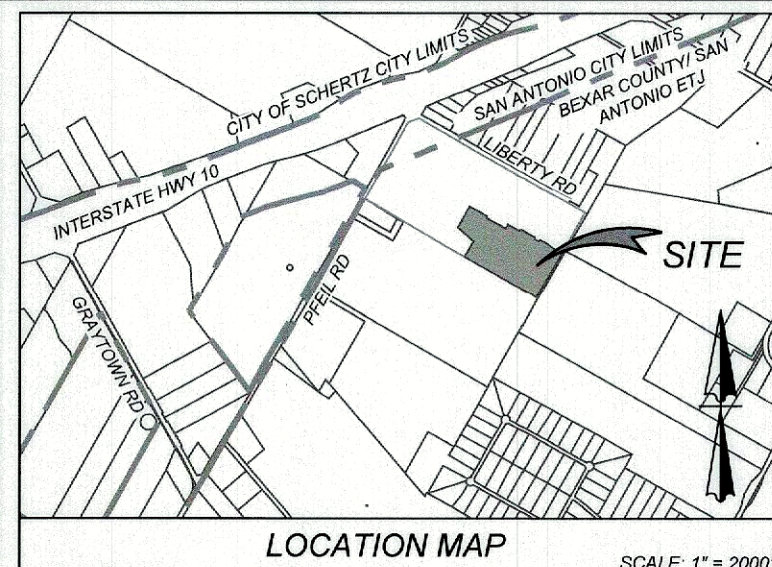 CITY OF SCHERTZ CITY LIMITS
SAN ANTONIO CITY LIMITS
BEXAR COUNTY/ SAN
ANTONIO ETJ
LIBERTY RD
INTERSTATE HWY 10
SITE
PFEIL RD
GRAYTOWN RD
LOCATION MAP
SCALE: 1" = 2000'